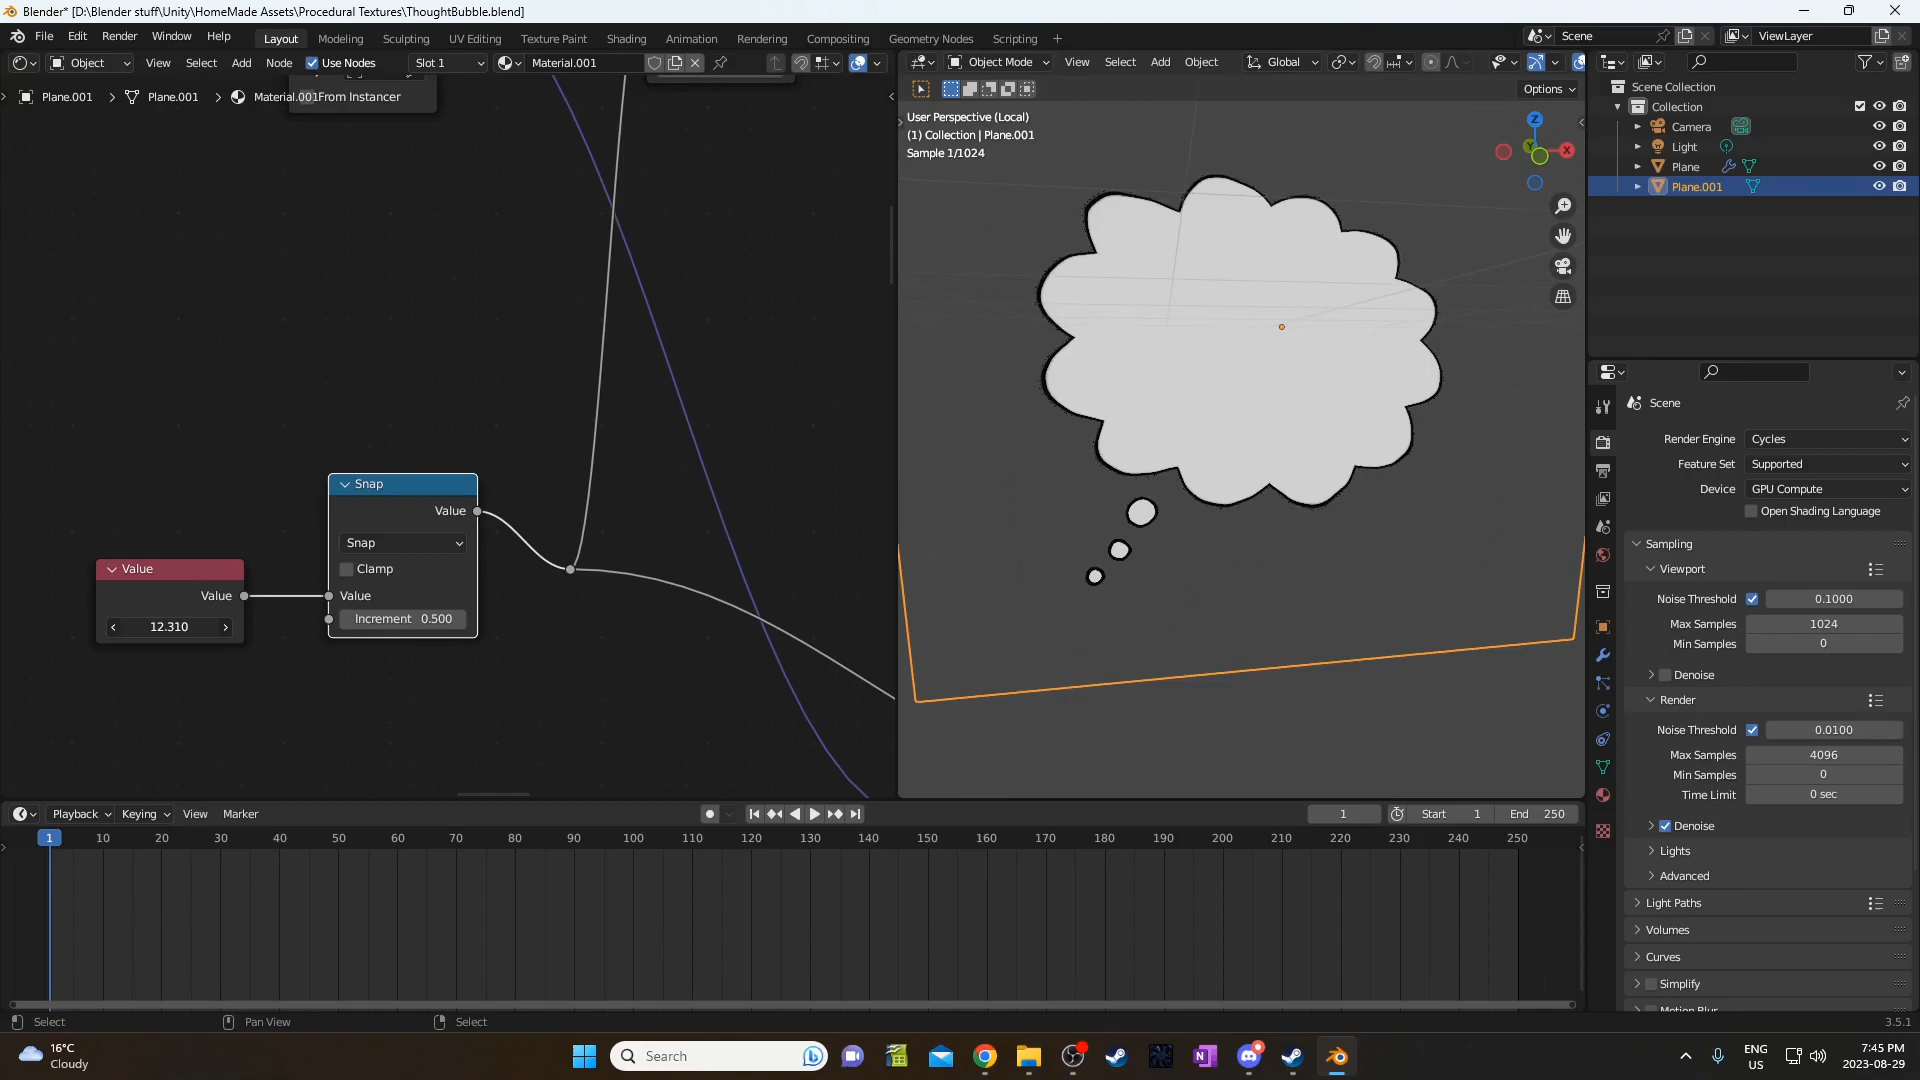 Blender* [D:\Blender stuff\Unity\HomeMade Assets\Procedural Textures\ThoughtBubble.blend]
File Edit Render Window Help Layout Modeling Sculpting UV Editing Texture Paint Shading Animation Rendering Compositing Geometry Nodes Scripting + Scene ViewLayer
Object View Select Add Node Use Nodes Slot 1 Material.001
Object Mode View Select Add Object Global
Plane.001 > Plane.001 > Material.001
From Instancer
Options
User Perspective (Local)
(1) Collection | Plane.001
Sample 1/1024
Z
Y
X
Scene Collection
Collection
Camera
Light
Plane
Plane.001
Snap
Value
Snap
Clamp
Value
Increment 0.500
Value
Value
12.310
Scene
Render Engine Cycles
Feature Set Supported
Device GPU Compute
Open Shading Language
Sampling
Viewport
Noise Threshold 0.1000
Max Samples 1024
Min Samples 0
Denoise
Render
Noise Threshold 0.0100
Max Samples 4096
Min Samples 0
Time Limit 0 sec
Denoise
Lights
Advanced
Light Paths
Volumes
Curves
Simplify
Motion Blur
Playback Keying View Marker 1 Start 1 End 250
1 10 20 30 40 50 60 70 80 90 100 110 120 130 140 150 160 170 180 190 200 210 220 230 240 250
Select Pan View Select 3.5.1
16°C
Cloudy
Search
ENG
US
7:45 PM
2023-08-29